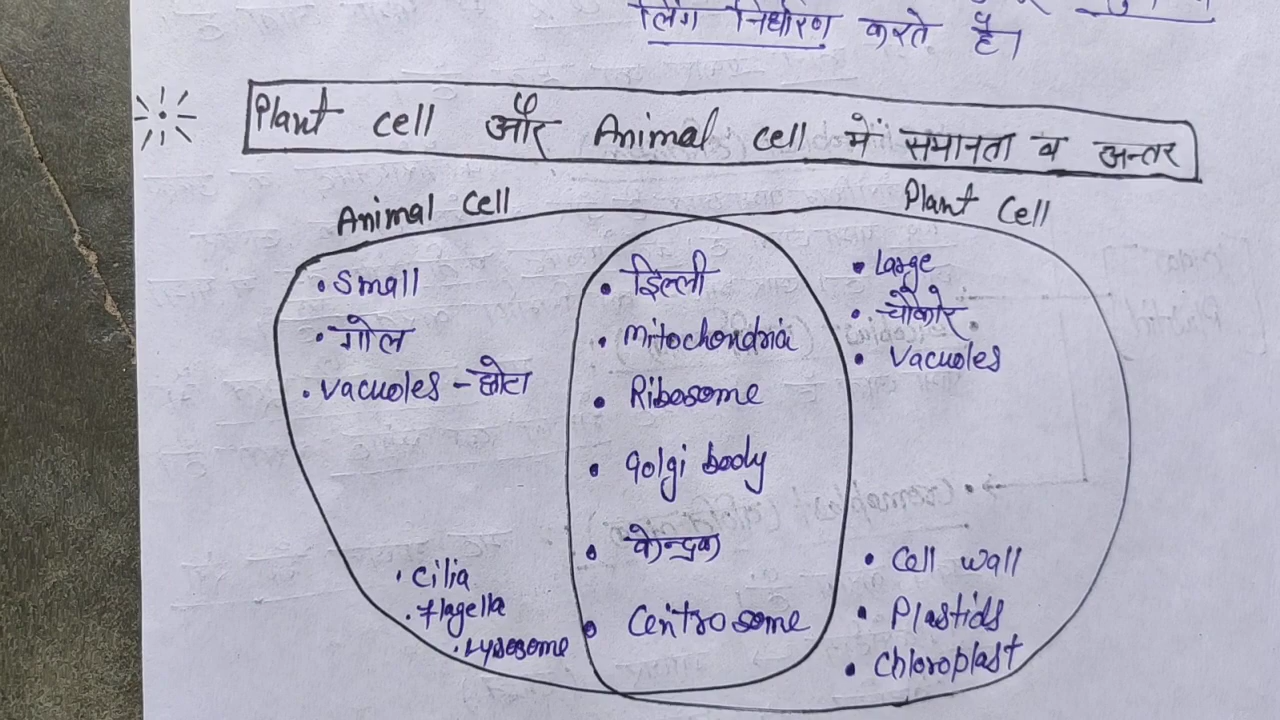 लिंग निर्धारण करते हैं।
Plant cell और Animal cell में समानता व अन्तर
Animal Cell
• Small
• गोल
• Vacuoles - छोटा
• Cilia
• Flagella
• Lysosome
• झिल्ली
• Mitochondria
• Ribosome
• Golgi body
• केन्द्रक
• Centrosome
Plant Cell
• Large
• चौकोर
• Vacuoles
• Cell wall
• Plastids
• Chloroplast